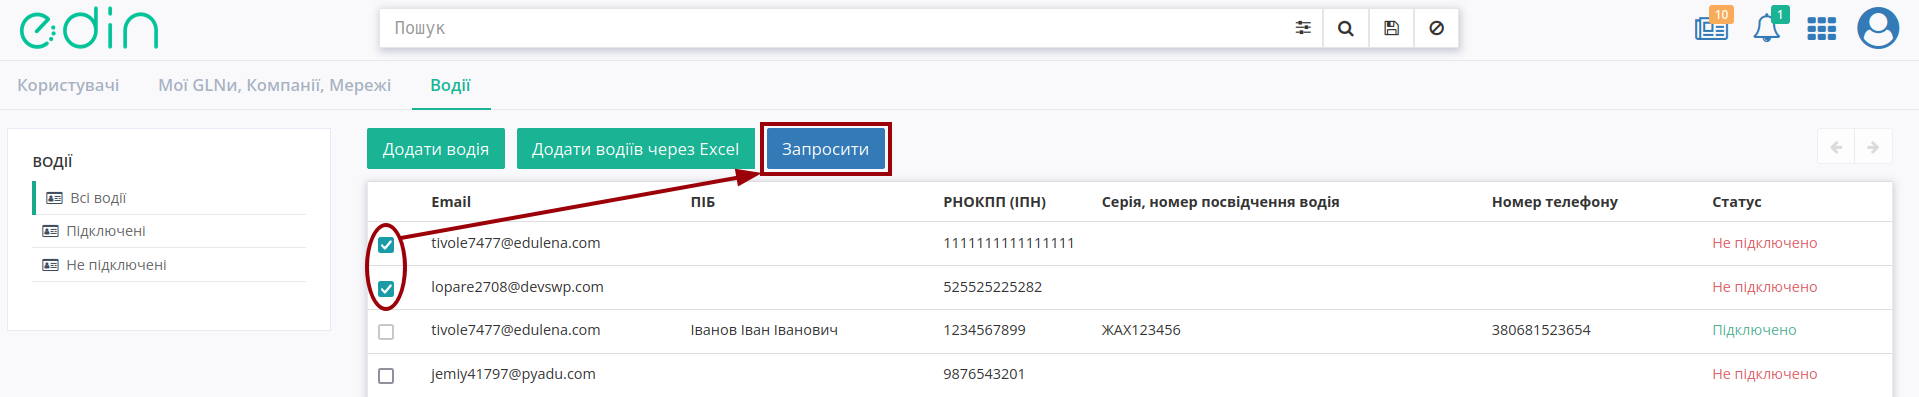 edin
Пошук
10
1
Користувачі
Мої GLNи, Компанії, Мережі
Водії
ВОДІЇ
Всі водії
Підключені
Не підключені
Додати водія
Додати водіїв через Excel
Запросити
Email ПІБ РНОКПП (ІПН) Серія, номер посвідчення водія Номер телефону Статус
tivole7477@edulena.com 1111111111111111 Не підключено
lopare2708@devswp.com 525525225282 Не підключено
tivole7477@edulena.com Іванов Іван Іванович 1234567899 ЖАХ123456 380681523654 Підключено
jemiy41797@pyadu.com 9876543201 Не підключено